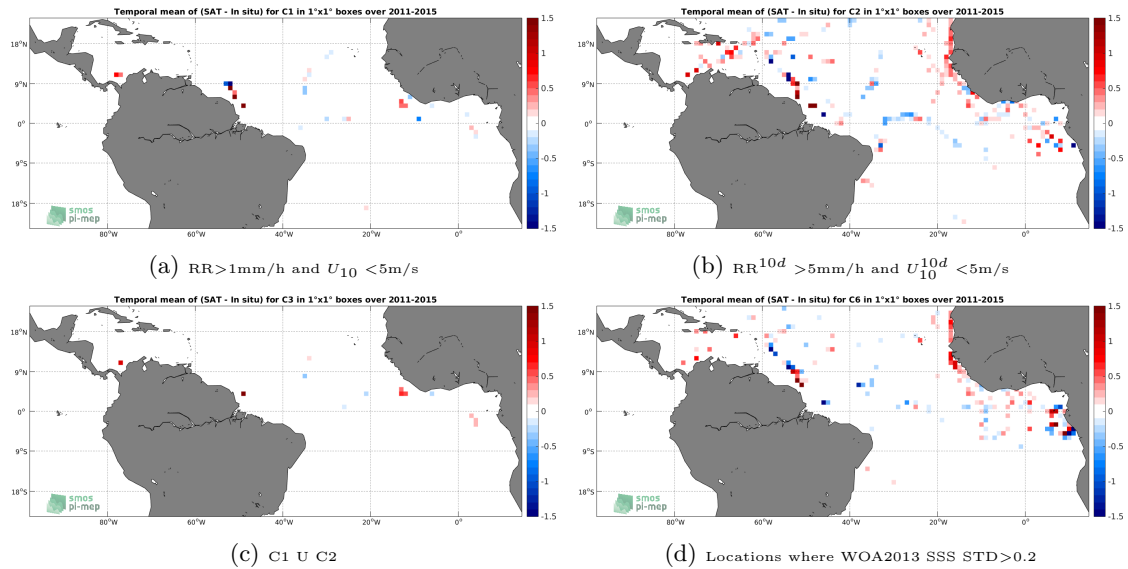 Temporal mean of (SAT - In situ) for C1 in 1°x1° boxes over 2011-2015
18°N
9°N
0°
9°S
18°S
80°W
60°W
40°W
20°W
0°
1.5
1
0.5
0
-0.5
-1
-1.5
smos
pi-mep
(a) RR>1mm/h and U10 <5m/s
Temporal mean of (SAT - In situ) for C2 in 1°x1° boxes over 2011-2015
18°N
9°N
0°
9°S
18°S
80°W
60°W
40°W
20°W
0°
1.5
1
0.5
0
-0.5
-1
-1.5
smos
pi-mep
(b) RR10d >5mm/h and U10d10 <5m/s
Temporal mean of (SAT - In situ) for C3 in 1°x1° boxes over 2011-2015
18°N
9°N
0°
9°S
18°S
80°W
60°W
40°W
20°W
0°
1.5
1
0.5
0
-0.5
-1
-1.5
smos
pi-mep
(c) C1 U C2
Temporal mean of (SAT - In situ) for C6 in 1°x1° boxes over 2011-2015
18°N
9°N
0°
9°S
18°S
80°W
60°W
40°W
20°W
0°
1.5
1
0.5
0
-0.5
-1
-1.5
smos
pi-mep
(d) Locations where WOA2013 SSS STD>0.2